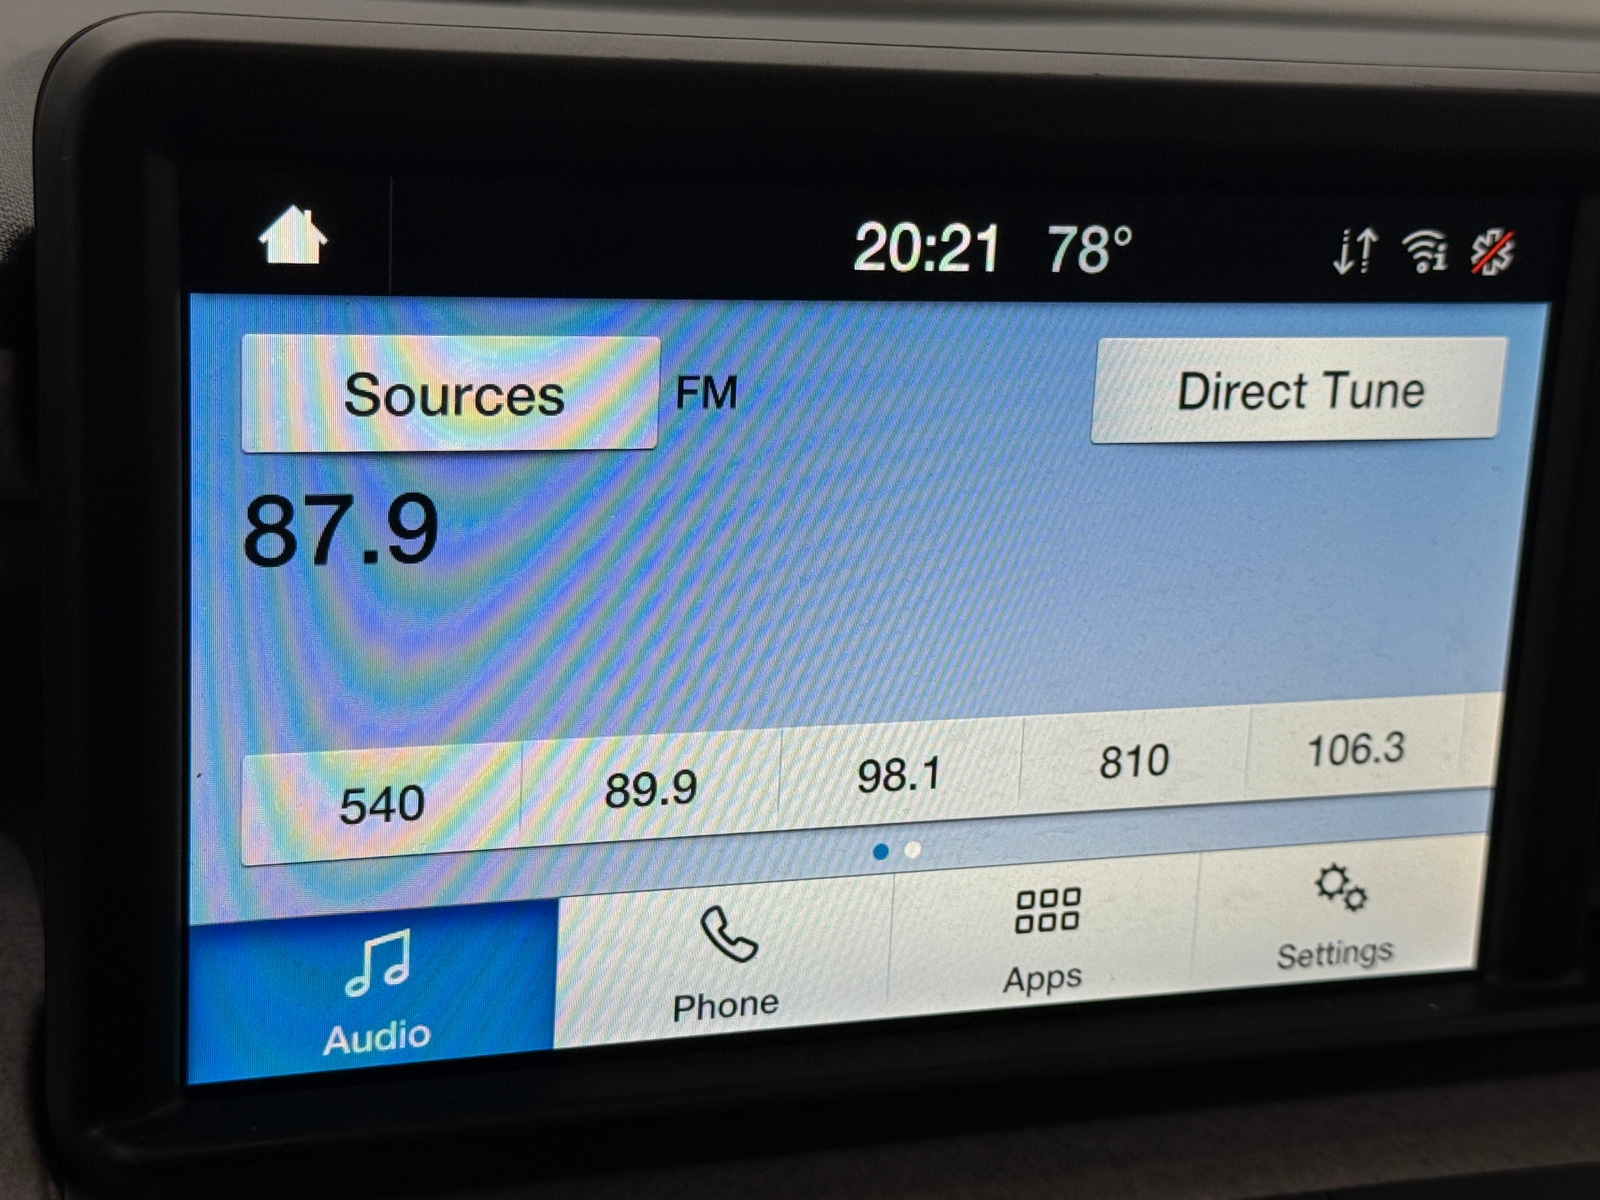 20:21 78°
Sources FM Direct Tune
87.9
540 89.9 98.1 810 106.3
Audio Phone Apps Settings